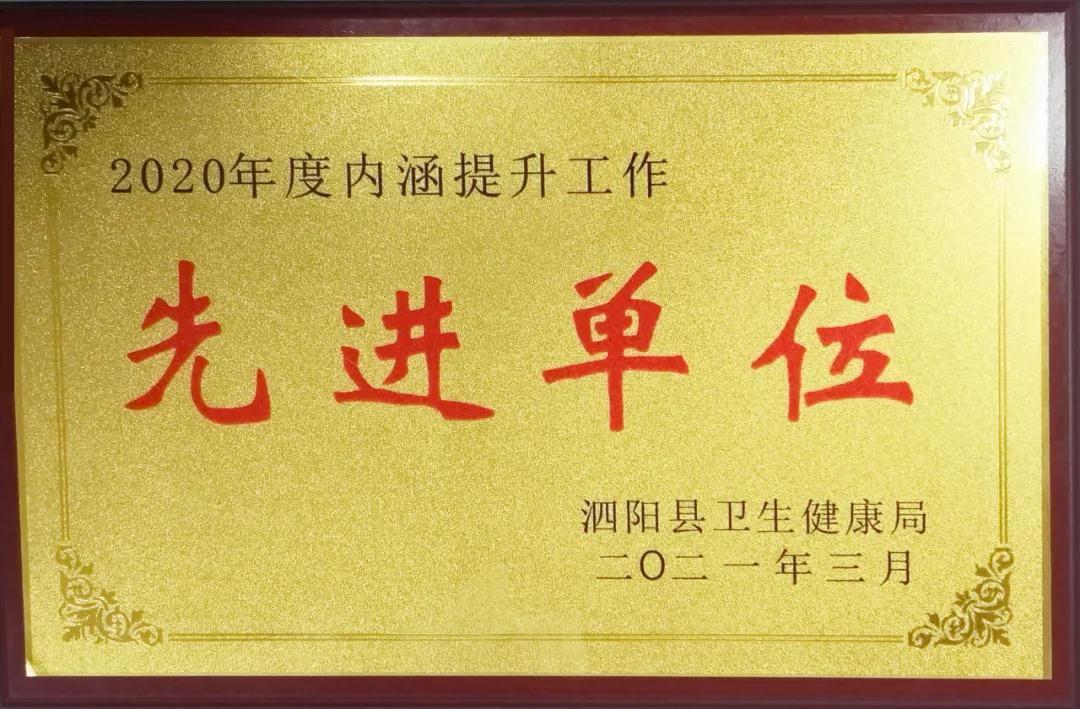 2020年度内涵提升工作
先进单位
泗阳县卫生健康局
二〇二一年三月